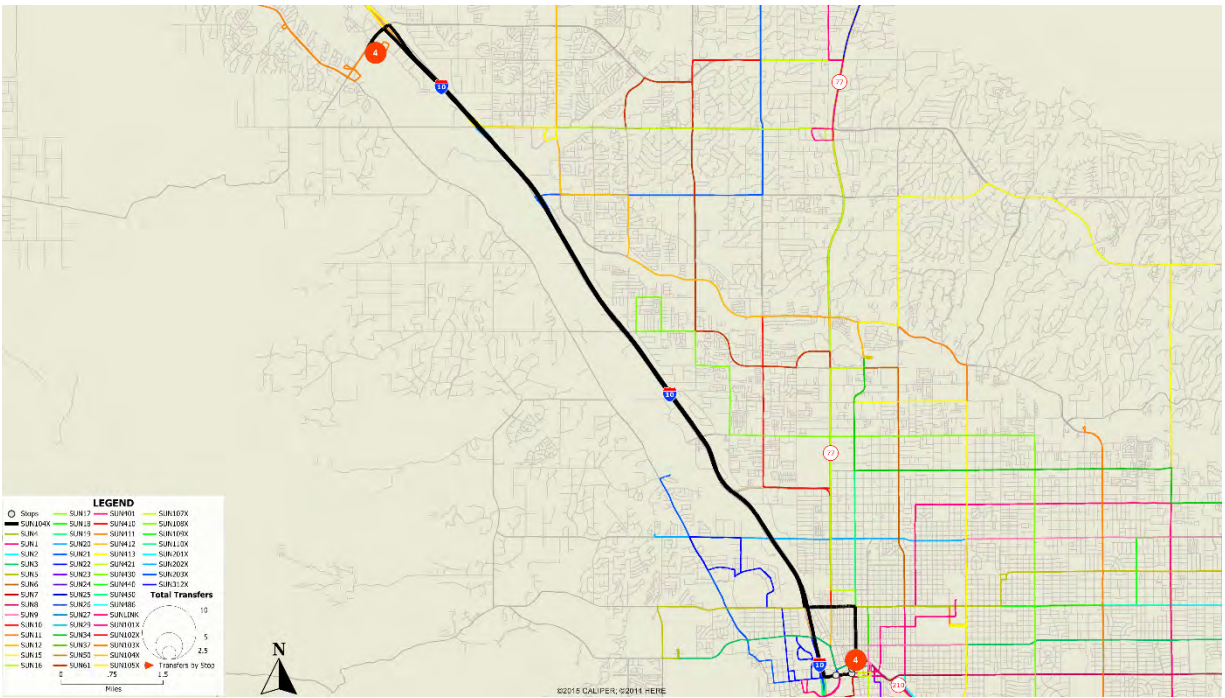 4
10
77
10
77
LEGEND
Stops
SUN104X
SUN4
SUN1
SUN2
SUN3
SUN5
SUN6
SUN7
SUN8
SUN9
SUN10
SUN11
SUN12
SUN15
SUN16
SUN17
SUN18
SUN19
SUN20
SUN21
SUN22
SUN23
SUN24
SUN25
SUN26
SUN27
SUN29
SUN34
SUN37
SUN50
SUN61
SUN401
SUN410
SUN411
SUN412
SUN413
SUN421
SUN430
SUN440
SUN450
SUN486
SUNLINK
SUN101X
SUN102X
SUN103X
SUN104X
SUN105X
SUN107X
SUN108X
SUN109X
SUN110X
SUN201X
SUN202X
SUN203X
SUN312X
Total Transfers
10
5
2.5
Transfers by Stop
0 .75 1.5
Miles
N
4
10
210
©2015 CALIPER; ©2014 HERE